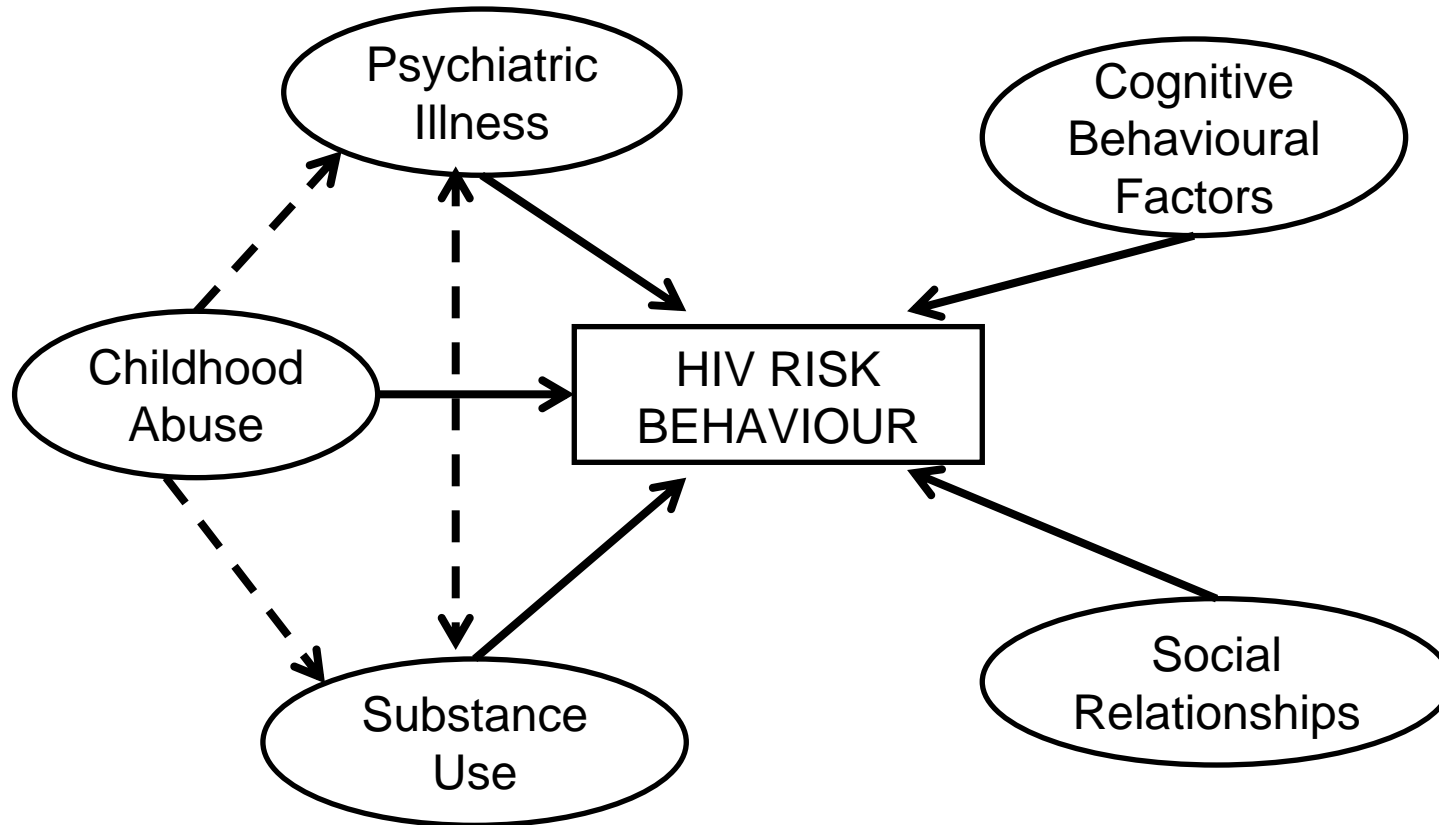 Psychiatric
Illness
Cognitive
Behavioural
Factors
Childhood
Abuse
HIV RISK
BEHAVIOUR
Substance
Use
Social
Relationships